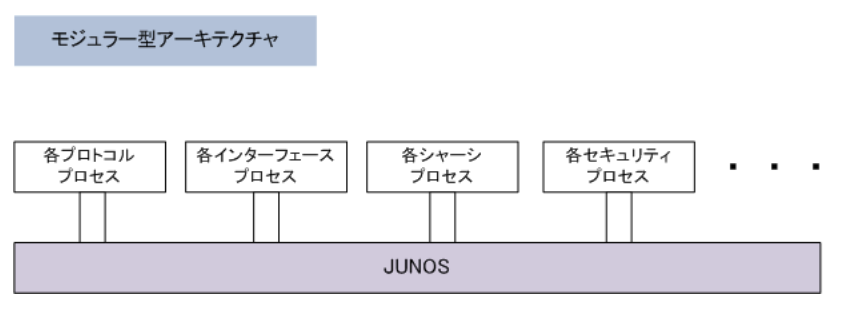 モジュラー型アーキテクチャ
各プロトコル
プロセス
各インターフェース
プロセス
各シャーシ
プロセス
各セキュリティ
プロセス
・・・
JUNOS